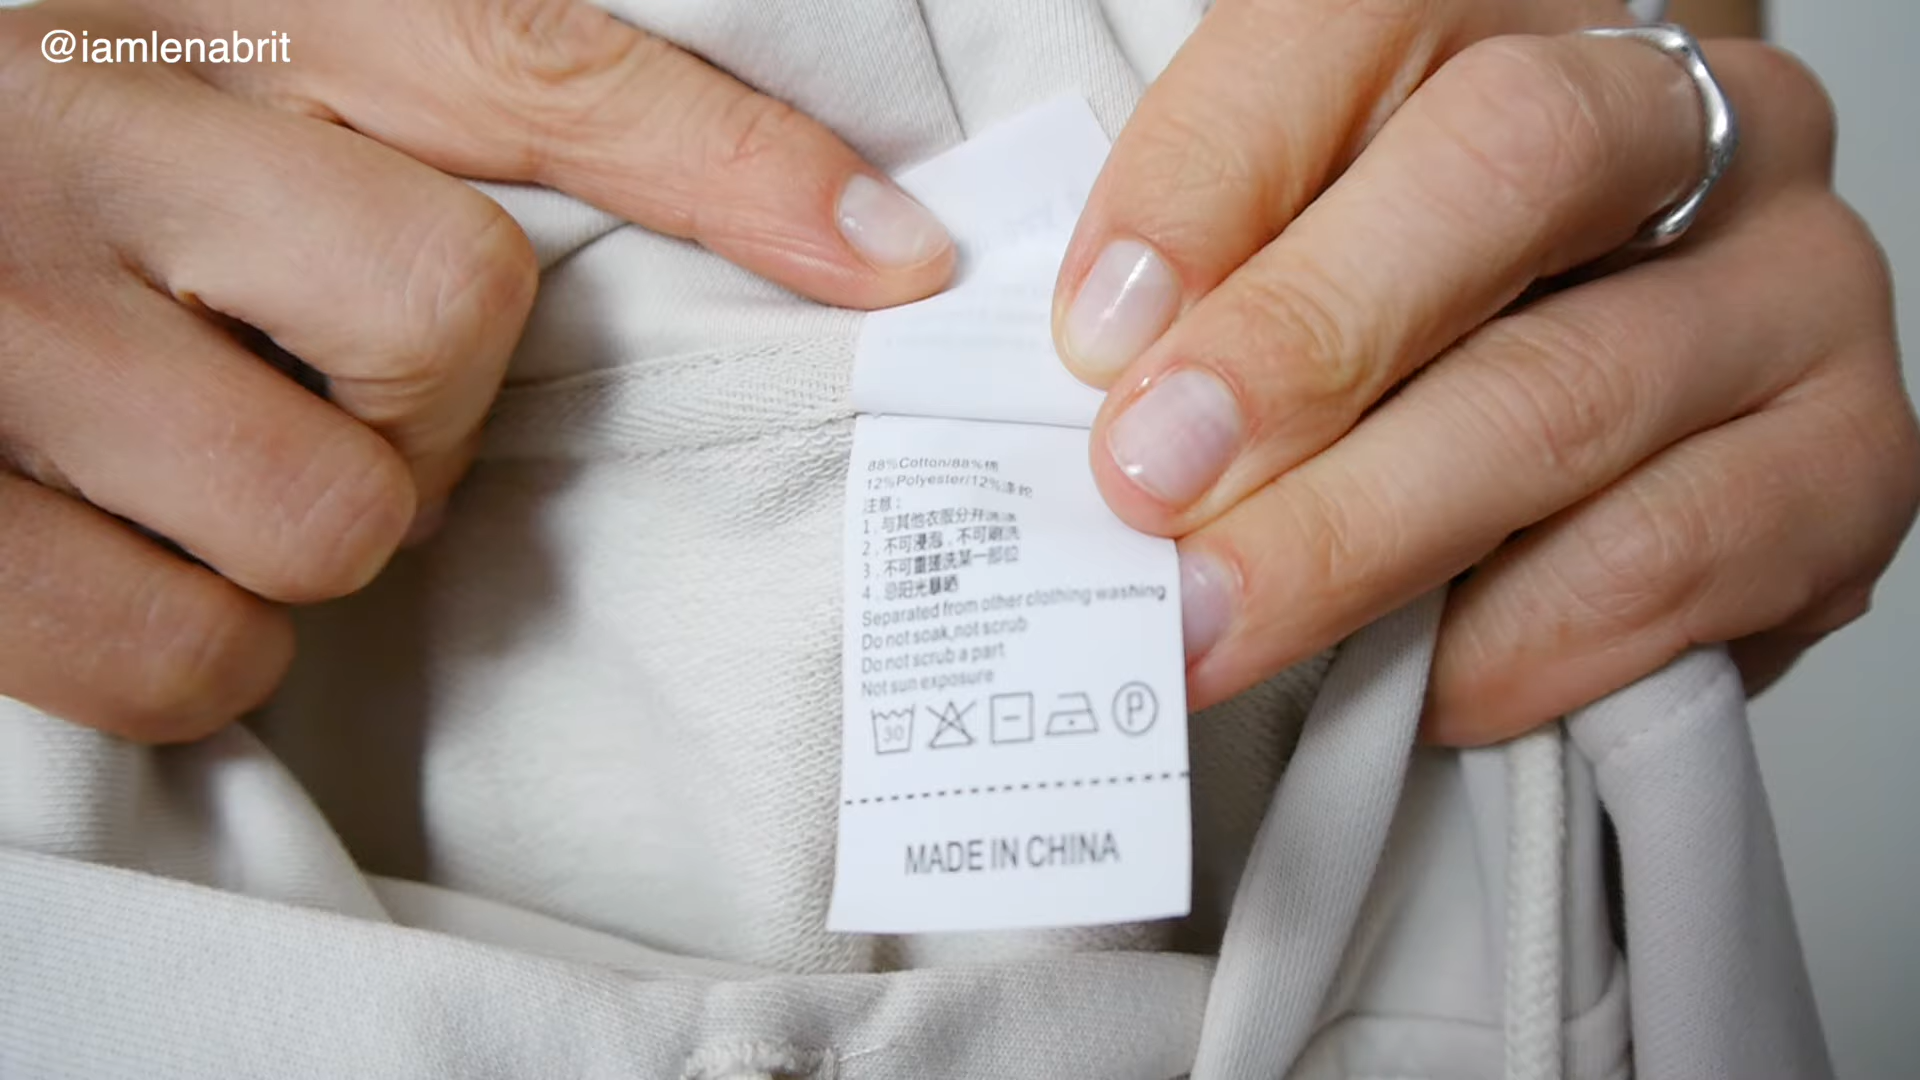 @iamlenabrit
88%Cotton/88%棉
12%Polyester/12%涤纶
注意：
1.与其他衣服分开洗涤
2.不可浸泡，不可刷洗
3.不可重搓洗某一部位
4.忌阳光暴晒
Separated from other clothing washing
Do not soak,not scrub
Do not scrub a part
Not sun exposure
30
P
MADE IN CHINA